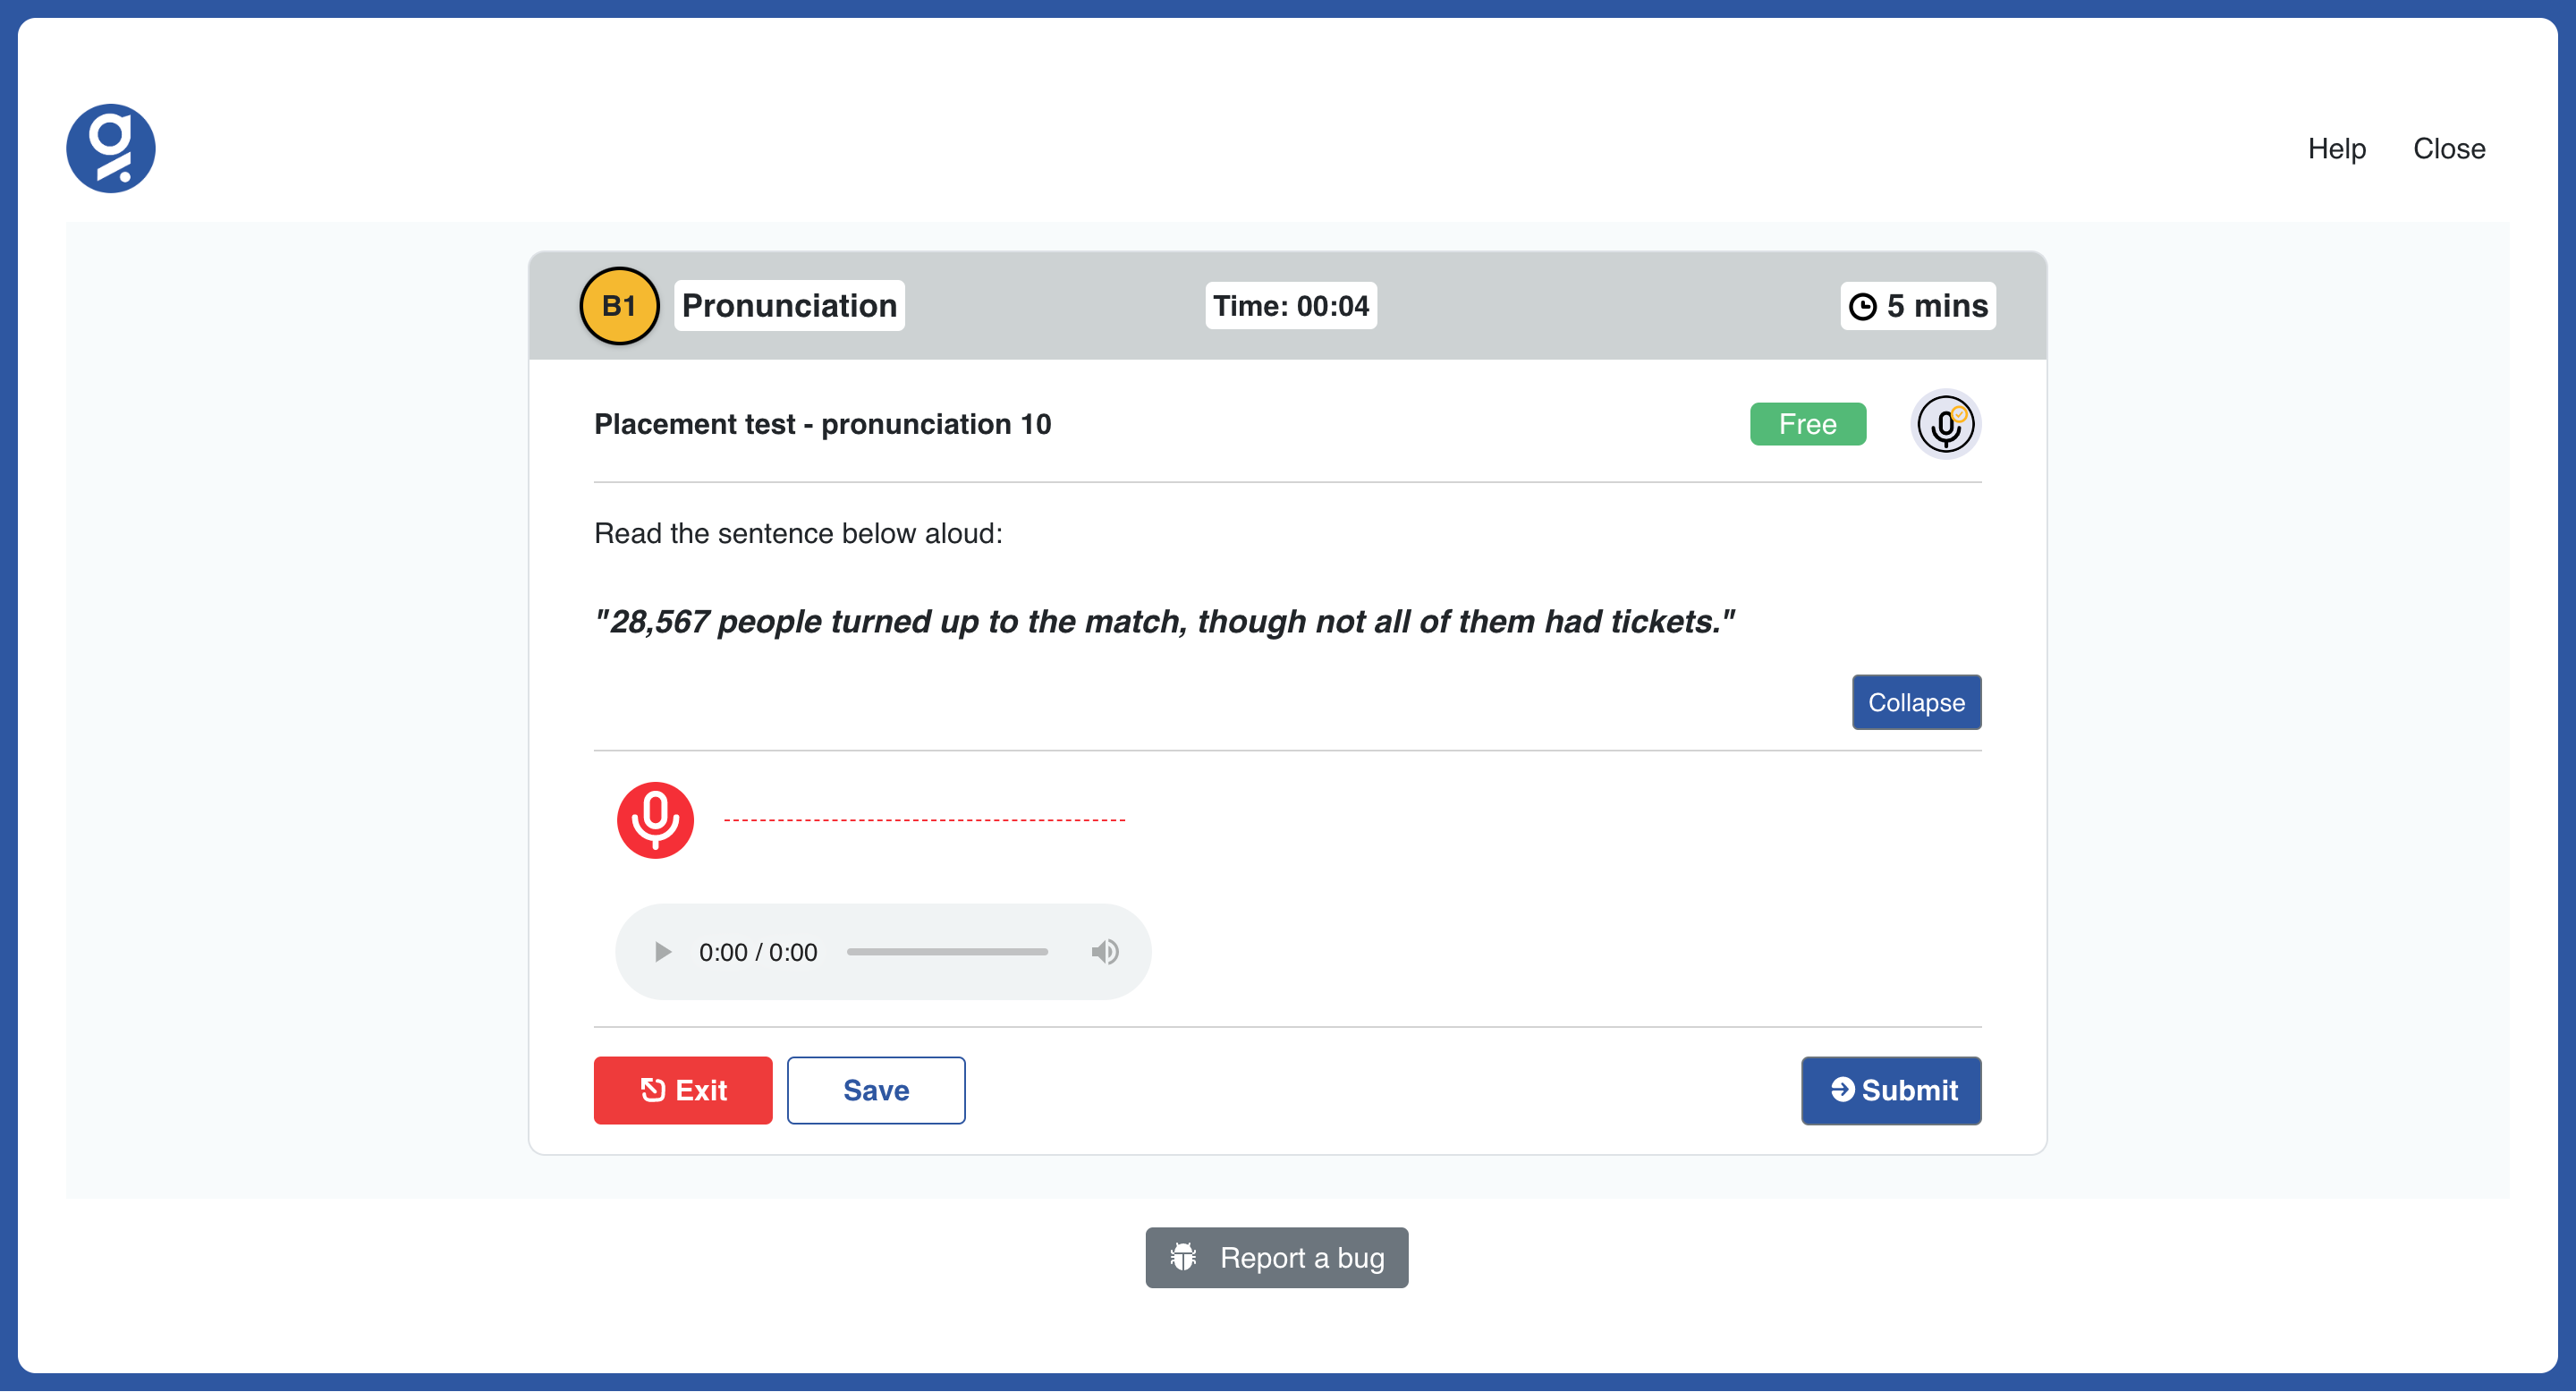 Help Close
B1 Pronunciation Time: 00:04 5 mins
Placement test - pronunciation 10 Free
Read the sentence below aloud:
"28,567 people turned up to the match, though not all of them had tickets."
Collapse
0:00 / 0:00
Exit Save Submit
Report a bug